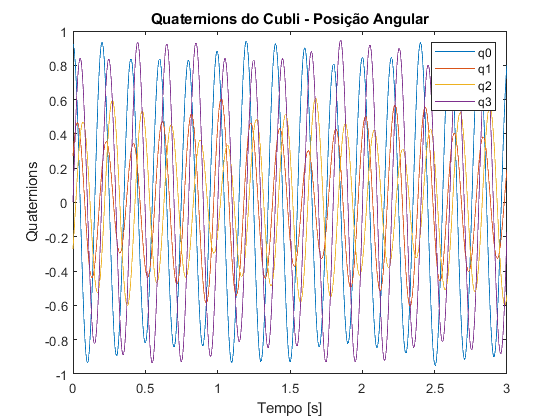 Quaternions do Cubli - Posição Angular
1
0.8
0.6
0.4
0.2
0
-0.2
-0.4
-0.6
-0.8
-1
Quaternions
q0
q1
q2
q3
0 0.5 1 1.5 2 2.5 3
Tempo [s]